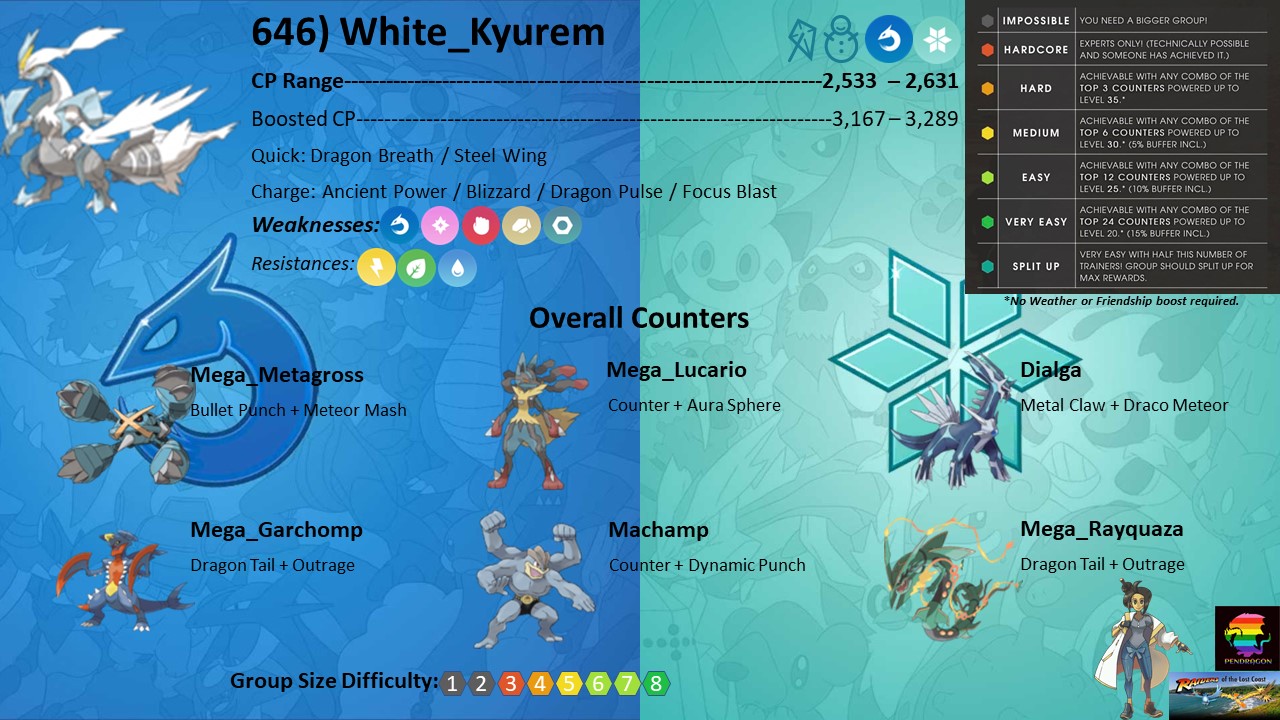 646) White_Kyurem
CP Range------------------------------------------------------------------2,533 – 2,631
Boosted CP------------------------------------------------------------------3,167 – 3,289
Quick: Dragon Breath / Steel Wing
Charge: Ancient Power / Blizzard / Dragon Pulse / Focus Blast
Weaknesses:
Resistances:
IMPOSSIBLE YOU NEED A BIGGER GROUP!
HARDCORE EXPERTS ONLY! (TECHNICALLY POSSIBLE
AND SOMEONE HAS ACHIEVED IT.)
HARD ACHIEVABLE WITH ANY COMBO OF THE
TOP 3 COUNTERS POWERED UP TO
LEVEL 35.*
MEDIUM ACHIEVABLE WITH ANY COMBO OF THE
TOP 6 COUNTERS POWERED UP TO
LEVEL 30.* (5% BUFFER INCL.)
EASY ACHIEVABLE WITH ANY COMBO OF THE
TOP 12 COUNTERS POWERED UP TO
LEVEL 25.* (10% BUFFER INCL.)
VERY EASY ACHIEVABLE WITH ANY COMBO OF THE
TOP 24 COUNTERS POWERED UP TO
LEVEL 20.* (15% BUFFER INCL.)
SPLIT UP VERY EASY WITH HALF THIS NUMBER OF
TRAINERS! GROUP SHOULD SPLIT UP FOR
MAX REWARDS.
*No Weather or Friendship boost required.
Overall Counters
Mega_Metagross
Bullet Punch + Meteor Mash
Mega_Lucario
Counter + Aura Sphere
Dialga
Metal Claw + Draco Meteor
Mega_Garchomp
Dragon Tail + Outrage
Machamp
Counter + Dynamic Punch
Mega_Rayquaza
Dragon Tail + Outrage
Group Size Difficulty: 1 2 3 4 5 6 7 8
PENDRAGON
RAIDERS of the Lost Coast